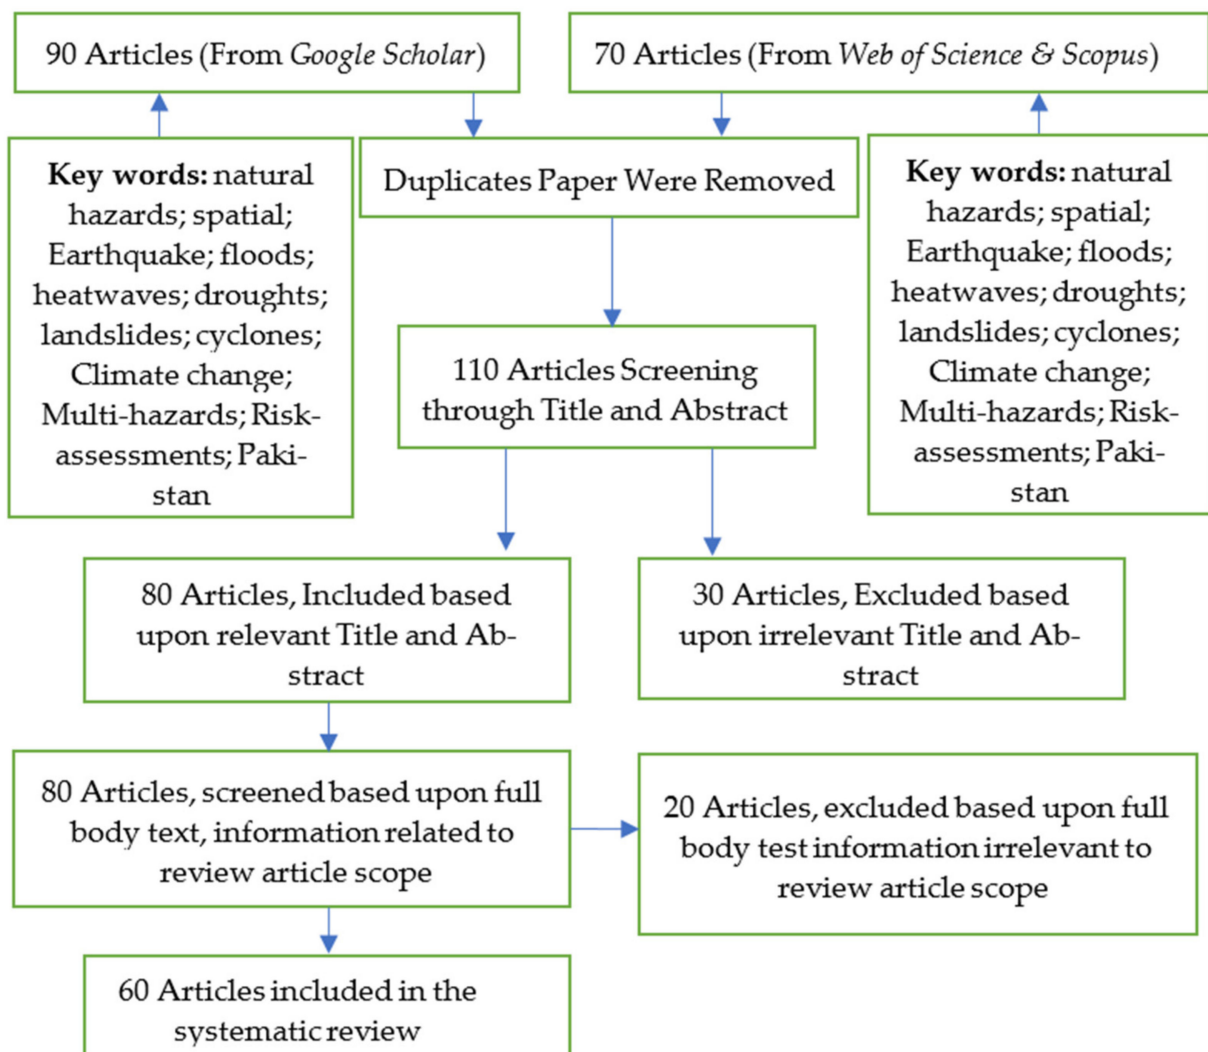 90 Articles (From Google Scholar)
70 Articles (From Web of Science & Scopus)
Key words: natural
hazards; spatial;
Earthquake; floods;
heatwaves; droughts;
landslides; cyclones;
Climate change;
Multi-hazards; Risk-
assessments; Paki-
stan
Duplicates Paper Were Removed
Key words: natural
hazards; spatial;
Earthquake; floods;
heatwaves; droughts;
landslides; cyclones;
Climate change;
Multi-hazards; Risk-
assessments; Paki-
stan
110 Articles Screening
through Title and Abstract
80 Articles, Included based
upon relevant Title and Ab-
stract
30 Articles, Excluded based
upon irrelevant Title and Ab-
stract
80 Articles, screened based upon full
body text, information related to
review article scope
20 Articles, excluded based upon full
body test information irrelevant to
review article scope
60 Articles included in the
systematic review